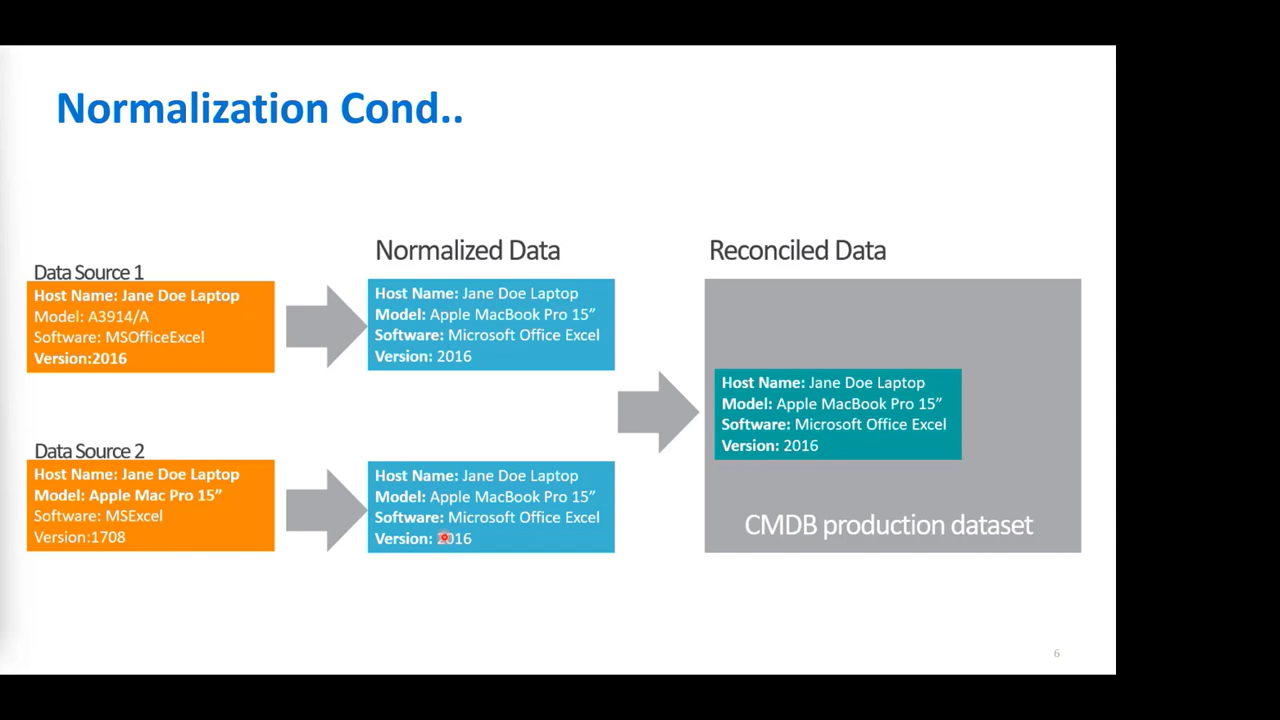 Normalization Cond..
Normalized Data
Reconciled Data
Data Source 1
Host Name: Jane Doe Laptop
Model: A3914/A
Software: MSOfficeExcel
Version:2016
Host Name: Jane Doe Laptop
Model: Apple MacBook Pro 15”
Software: Microsoft Office Excel
Version: 2016
Data Source 2
Host Name: Jane Doe Laptop
Model: Apple Mac Pro 15”
Software: MSExcel
Version:1708
Host Name: Jane Doe Laptop
Model: Apple MacBook Pro 15”
Software: Microsoft Office Excel
Version: 2016
Host Name: Jane Doe Laptop
Model: Apple MacBook Pro 15”
Software: Microsoft Office Excel
Version: 2016
CMDB production dataset
6